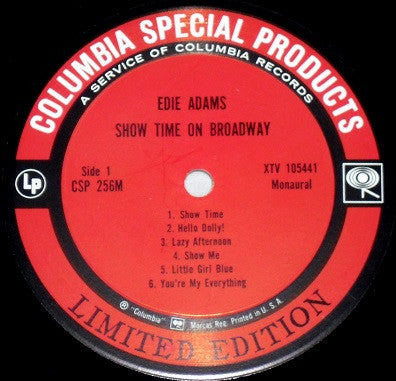 COLUMBIA SPECIAL PRODUCTS
A SERVICE OF COLUMBIA RECORDS
EDIE ADAMS
SHOW TIME ON BROADWAY
Side 1
CSP 256M
XTV 105441
Monaural
LP
1. Show Time
2. Hello Dolly!
3. Lazy Afternoon
4. Show Me
5. Little Girl Blue
6. You're My Everything
® "Columbia" Marcas Reg. Printed in U.S.A.
LIMITED EDITION